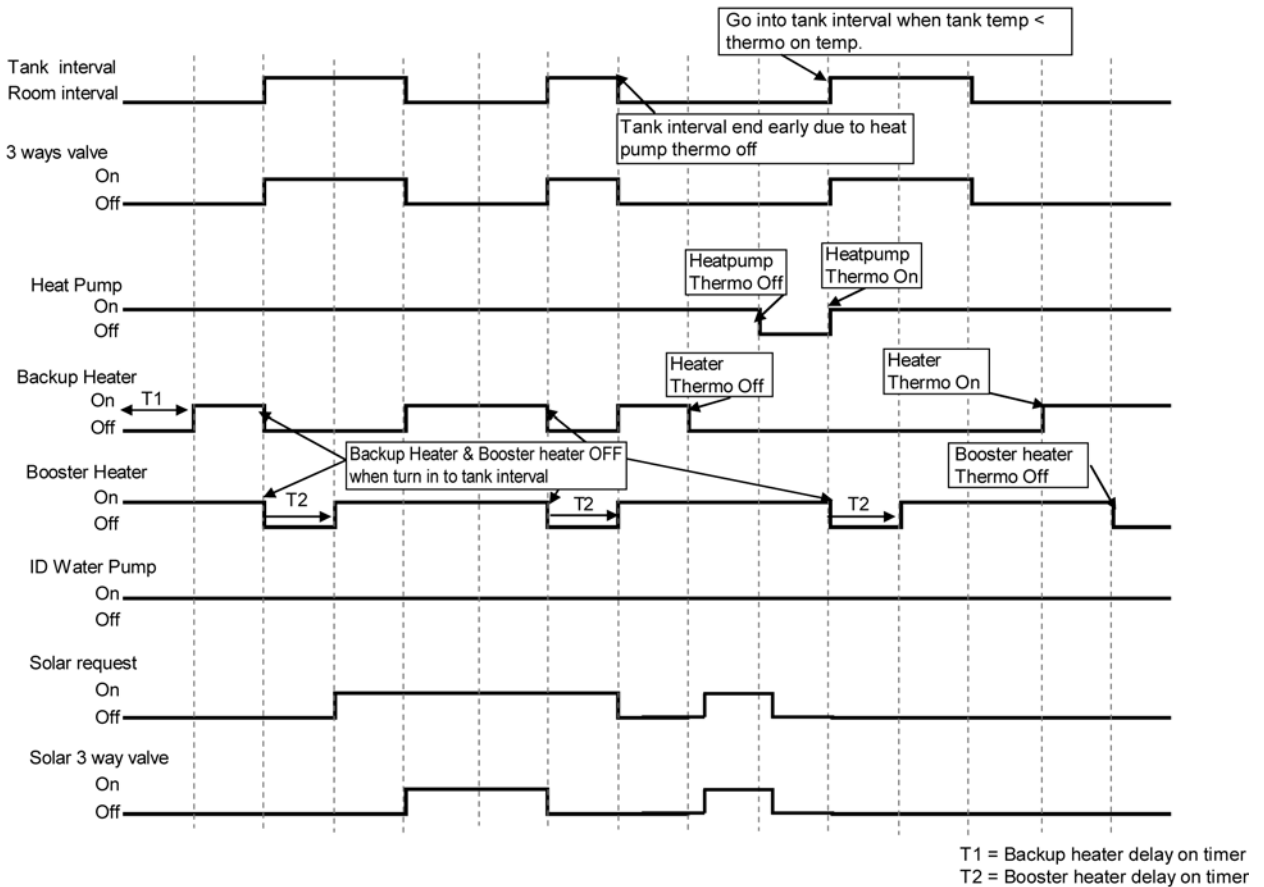 Go into tank interval when tank temp <
thermo on temp.
Tank interval
Room interval
Tank interval end early due to heat
pump thermo off
3 ways valve
On
Off
Heatpump
Thermo Off
Heatpump
Thermo On
Heat Pump
On
Off
Heater
Thermo Off
Heater
Thermo On
Backup Heater
On
T1
Off
Backup Heater & Booster heater OFF
when turn in to tank interval
Booster heater
Thermo Off
Booster Heater
On
T2
T2
T2
Off
ID Water Pump
On
Off
Solar request
On
Off
Solar 3 way valve
On
Off
T1 = Backup heater delay on timer
T2 = Booster heater delay on timer